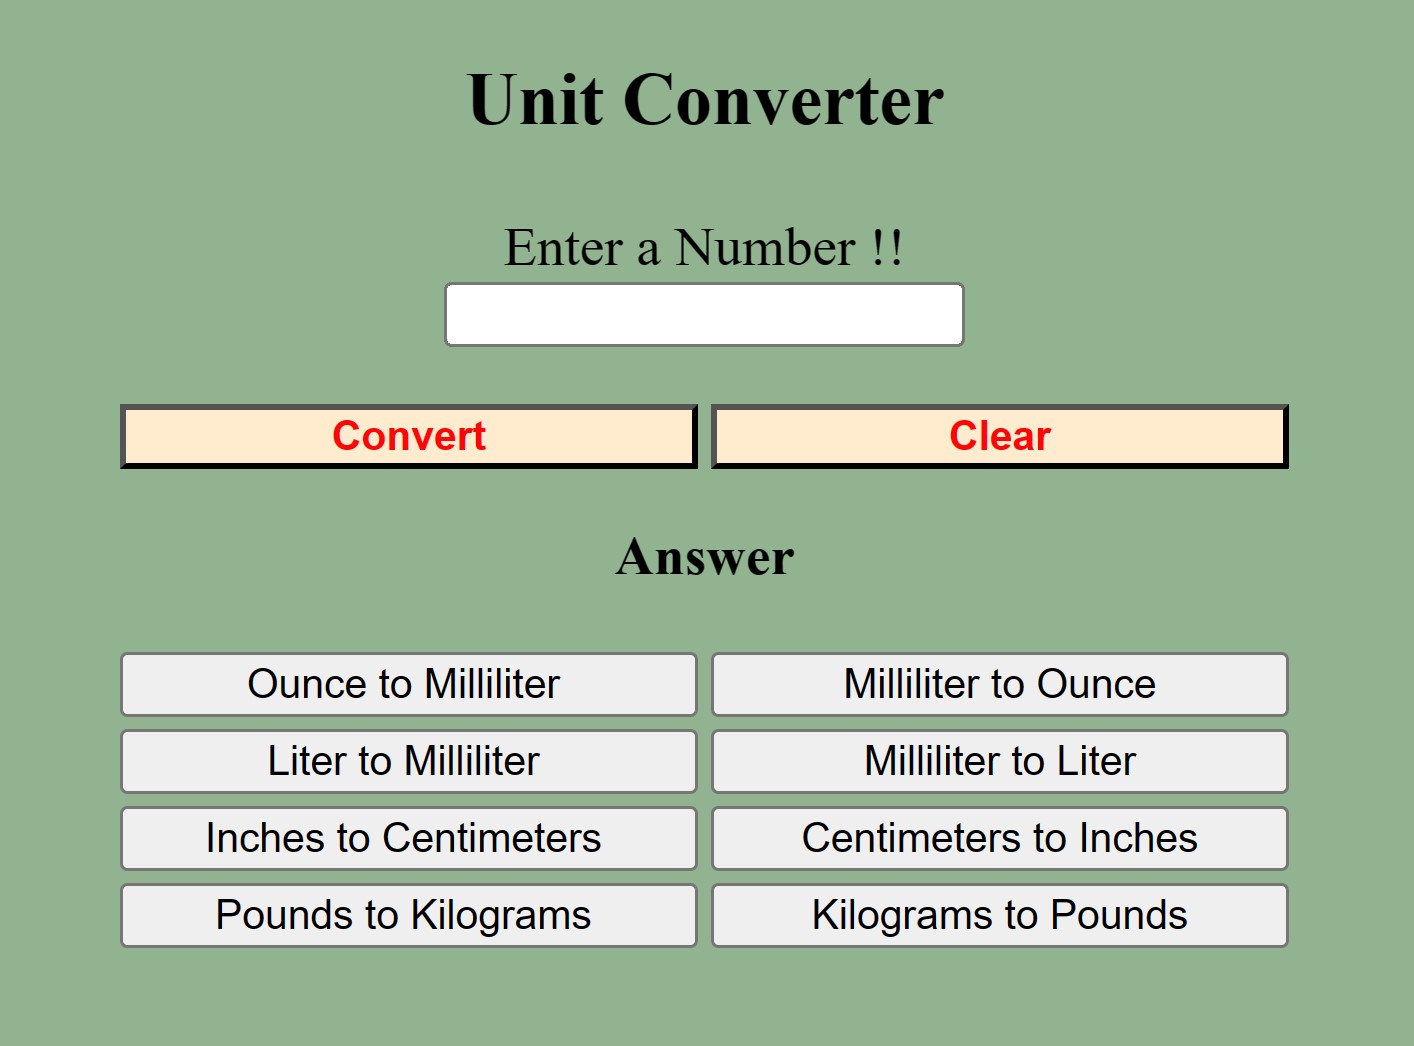 Unit Converter
Enter a Number !!
Convert
Clear
Answer
Ounce to Milliliter
Milliliter to Ounce
Liter to Milliliter
Milliliter to Liter
Inches to Centimeters
Centimeters to Inches
Pounds to Kilograms
Kilograms to Pounds